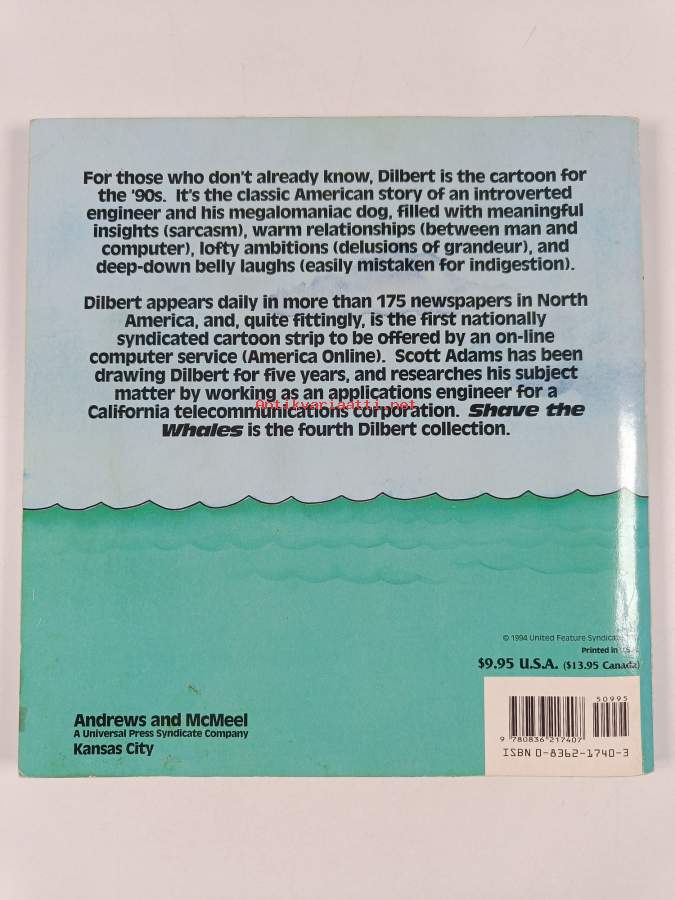 For those who don't already know, Dilbert is the cartoon for
the '90s. It's the classic American story of an introverted
engineer and his megalomaniac dog, filled with meaningful
insights (sarcasm), warm relationships (between man and
computer), lofty ambitions (delusions of grandeur), and
deep-down belly laughs (easily mistaken for indigestion).
Dilbert appears daily in more than 175 newspapers in North
America, and, quite fittingly, is the first nationally
syndicated cartoon strip to be offered by an on-line
computer service (America Online). Scott Adams has been
drawing Dilbert for five years, and researches his subject
matter by working as an applications engineer for a
Antikvariaatti.net
California telecommunications corporation. Shave the
Whales is the fourth Dilbert collection.
© 1994 United Feature Syndicate
Printed in
$9.95 U.S.A. ($13.95 Canada)
50995
Andrews and McMeel
A Universal Press Syndicate Company
Kansas City
9 780836 217407
ISBN 0-8362-1740-3